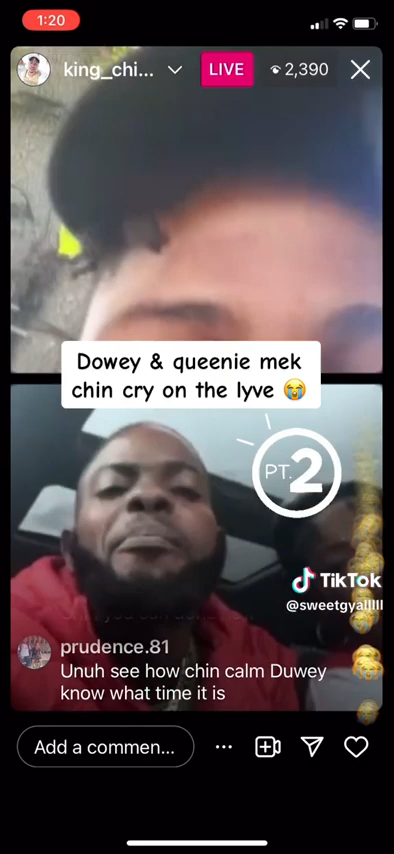 1:20
king_chi...
LIVE
2,390
Dowey & queenie mek
chin cry on the lyve 😭
PT.2
TikTok
@sweetgyalllll
prudence.81
Unuh see how chin calm Duwey
know what time it is
Add a commen...